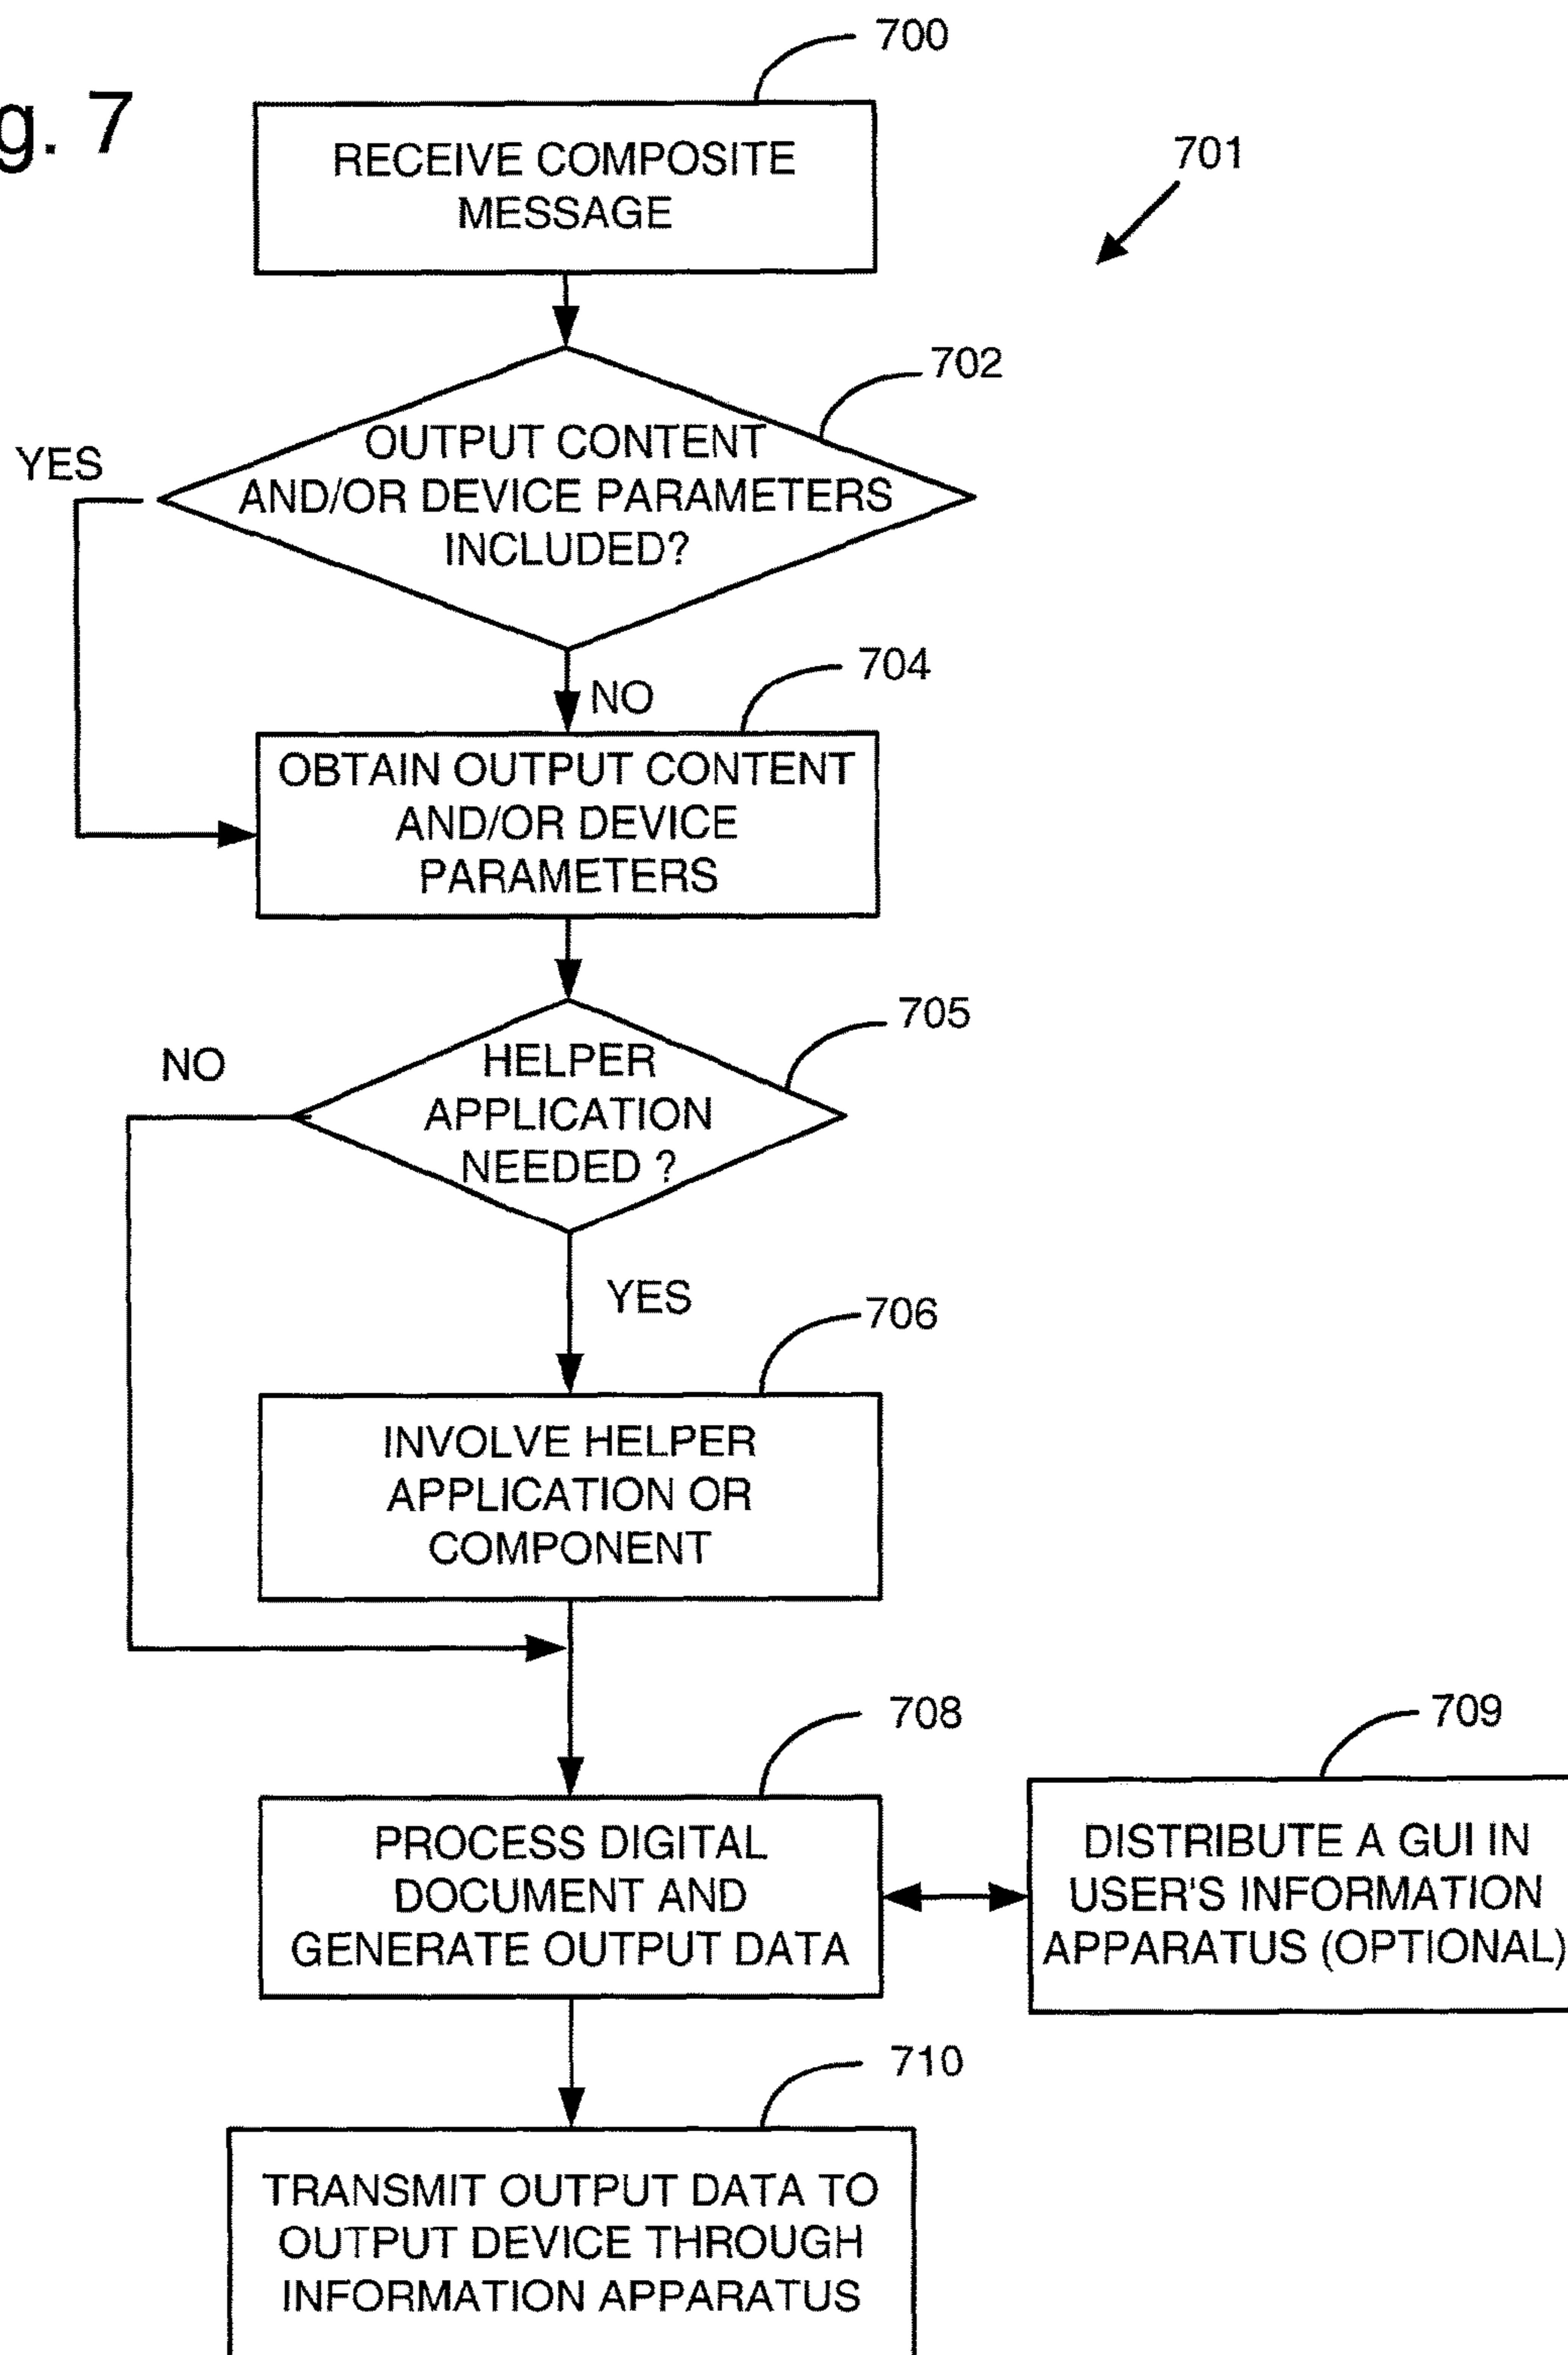 g. 7
700
RECEIVE COMPOSITE
MESSAGE
701
702
OUTPUT CONTENT
AND/OR DEVICE PARAMETERS
INCLUDED?
YES
NO
704
OBTAIN OUTPUT CONTENT
AND/OR DEVICE
PARAMETERS
705
HELPER
APPLICATION
NEEDED ?
NO
YES
706
INVOLVE HELPER
APPLICATION OR
COMPONENT
708
PROCESS DIGITAL
DOCUMENT AND
GENERATE OUTPUT DATA
709
DISTRIBUTE A GUI IN
USER'S INFORMATION
APPARATUS (OPTIONAL)
710
TRANSMIT OUTPUT DATA TO
OUTPUT DEVICE THROUGH
INFORMATION APPARATUS